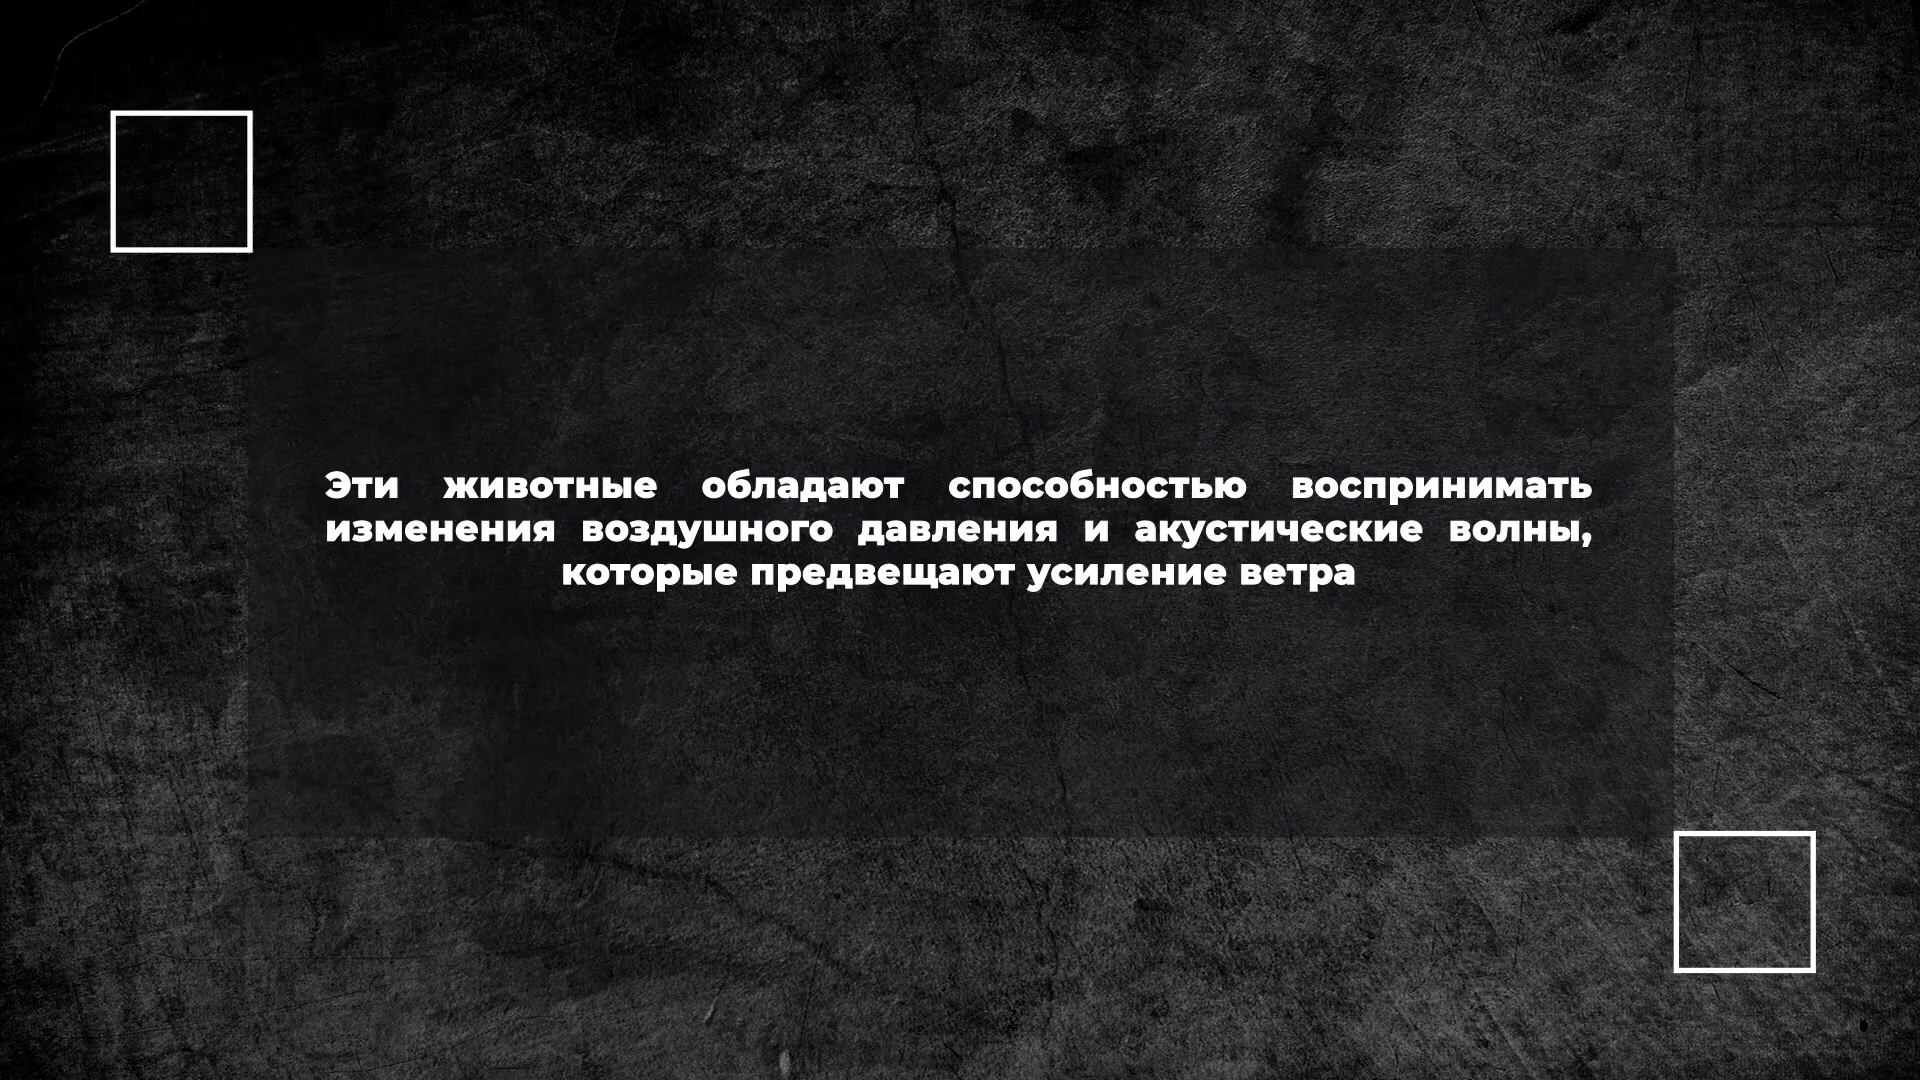 Эти животные обладают способностью воспринимать
изменения воздушного давления и акустические волны,
которые предвещают усиление ветра